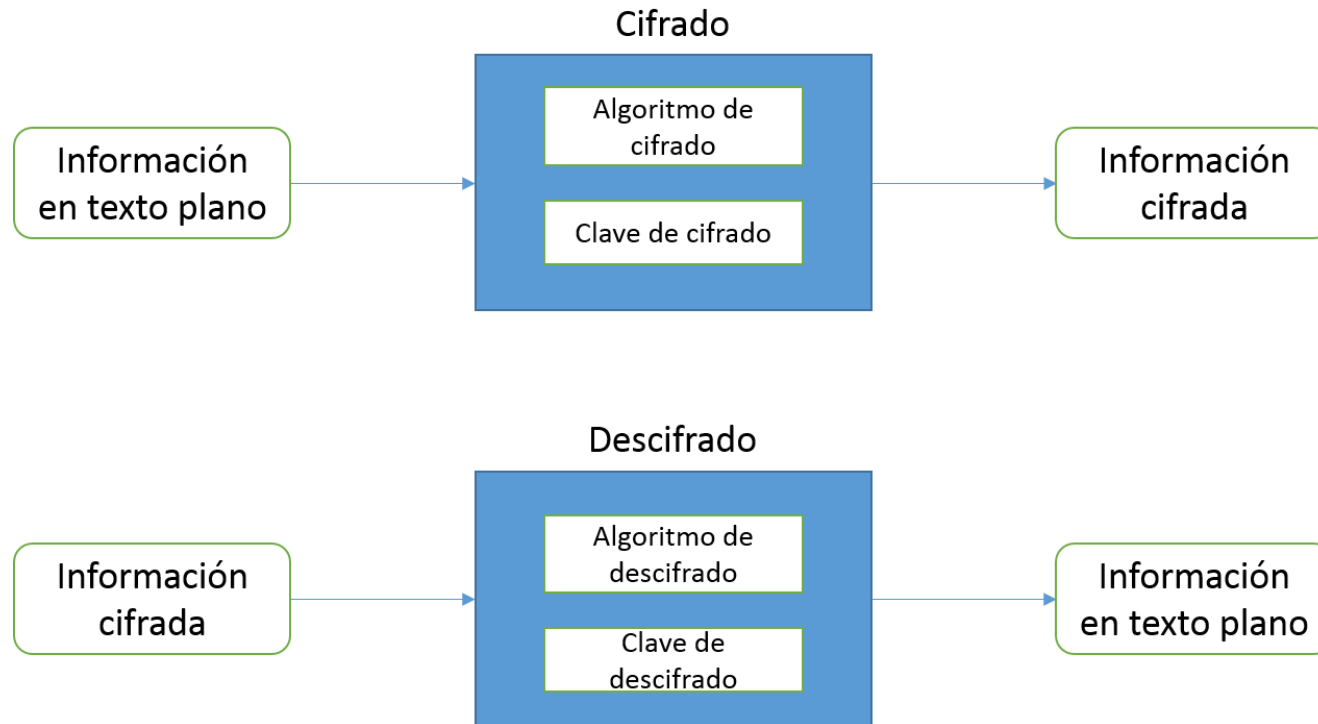 Cifrado
Información
en texto plano
Algoritmo de
cifrado
Clave de cifrado
Información
cifrada
Descifrado
Información
cifrada
Algoritmo de
descifrado
Clave de
descifrado
Información
en texto plano